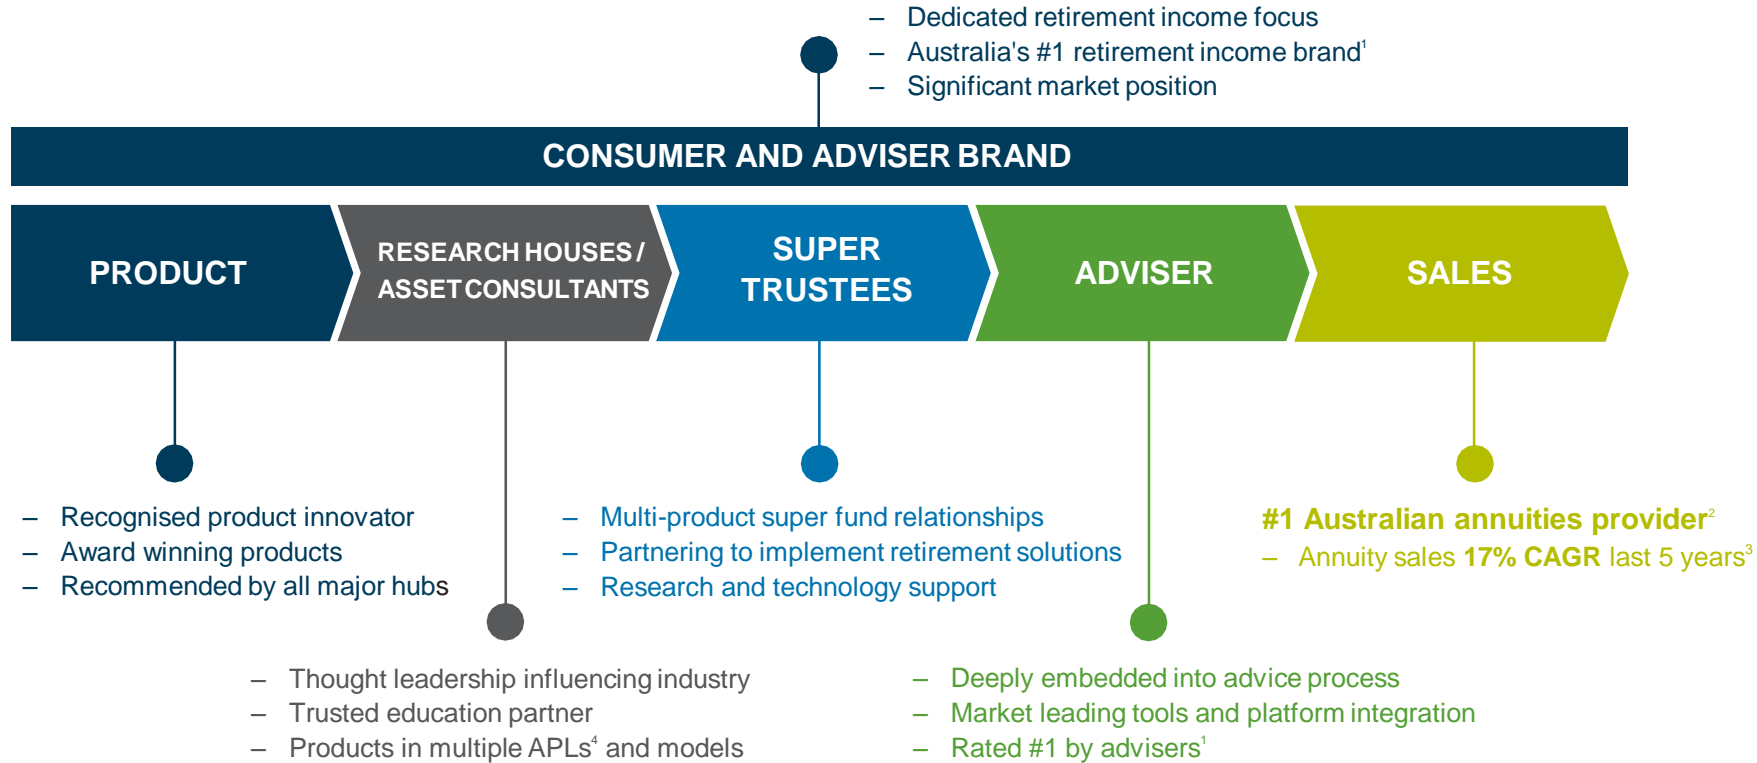 – Dedicated retirement income focus
– Australia's #1 retirement income brand¹
– Significant market position
CONSUMER AND ADVISER BRAND
PRODUCT
RESEARCH HOUSES /
ASSET CONSULTANTS
SUPER
TRUSTEES
ADVISER
SALES
– Recognised product innovator
– Award winning products
– Recommended by all major hubs
– Multi-product super fund relationships
– Partnering to implement retirement solutions
– Research and technology support
#1 Australian annuities provider²
– Annuity sales 17% CAGR last 5 years³
– Thought leadership influencing industry
– Trusted education partner
– Products in multiple APLs⁴ and models
– Deeply embedded into advice process
– Market leading tools and platform integration
– Rated #1 by advisers¹